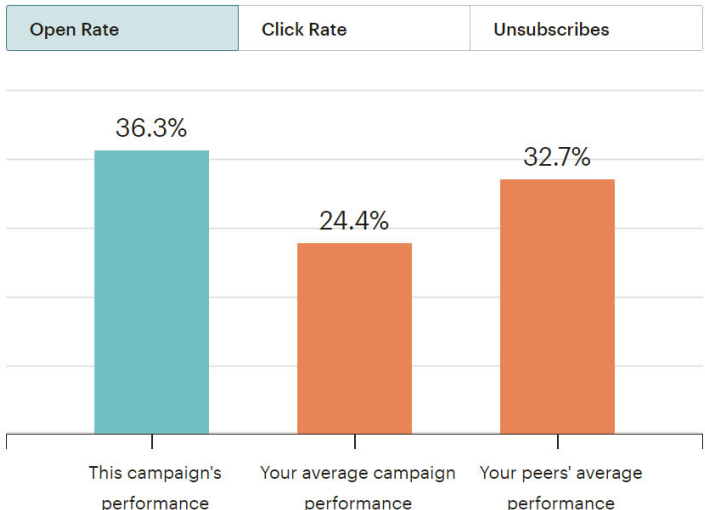 Open Rate
Click Rate
Unsubscribes
36.3%
24.4%
32.7%
This campaign's
performance
Your average campaign
performance
Your peers' average
performance